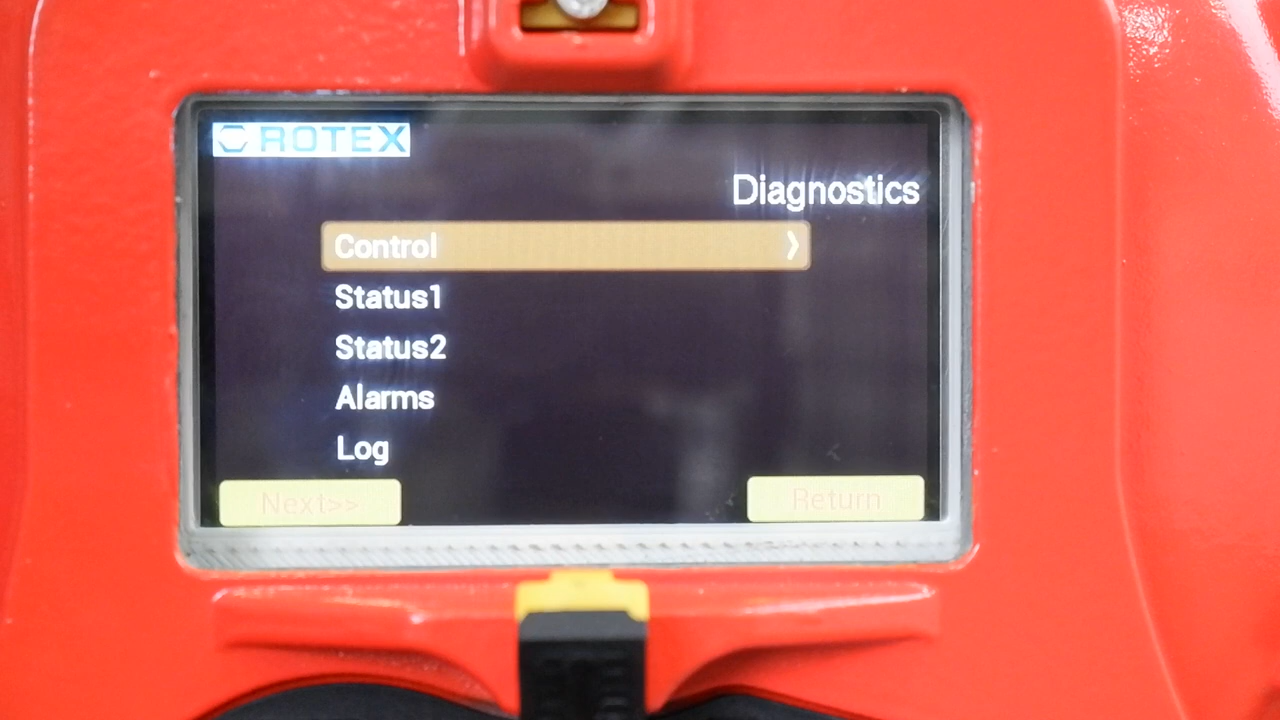 ROTEX
Diagnostics
Control
Status1
Status2
Alarms
Log
Next>>
Return